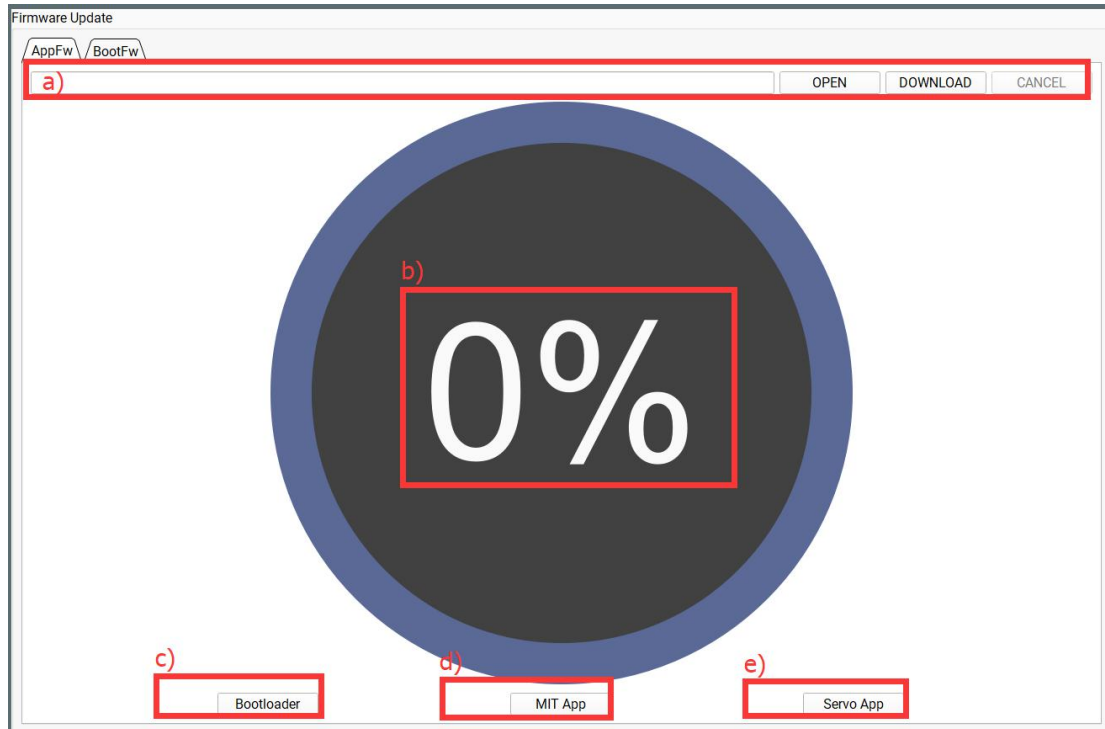 Firmware Update
AppFw BootFw
a) OPEN DOWNLOAD CANCEL
b)
0%
c) d) e)
Bootloader MIT App Servo App